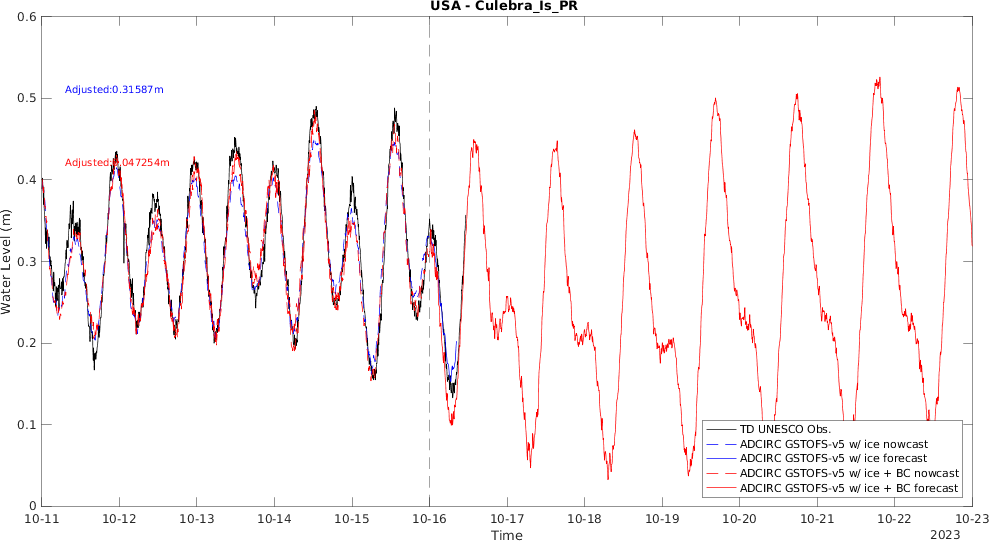 USA - Culebra_Is_PR
0.6
0.5
0.4
0.3
0.2
0.1
0
Water Level (m)
Adjusted:0.31587m
Adjusted:0.047254m
TD UNESCO Obs.
ADCIRC GSTOFS-v5 w/ ice nowcast
ADCIRC GSTOFS-v5 w/ ice forecast
ADCIRC GSTOFS-v5 w/ ice + BC nowcast
ADCIRC GSTOFS-v5 w/ ice + BC forecast
10-11 10-12 10-13 10-14 10-15 10-16 10-17 10-18 10-19 10-20 10-21 10-22 10-23
Time
2023